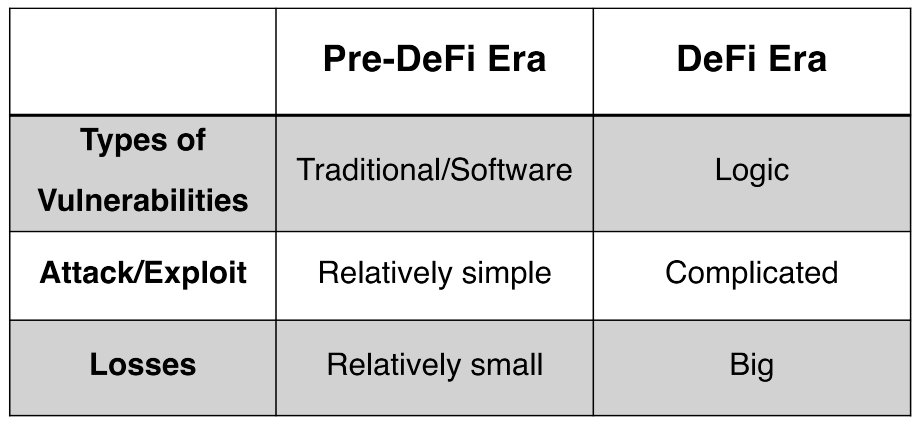 Pre-DeFi Era
DeFi Era
Types of
Vulnerabilities
Traditional/Software
Logic
Attack/Exploit
Relatively simple
Complicated
Losses
Relatively small
Big